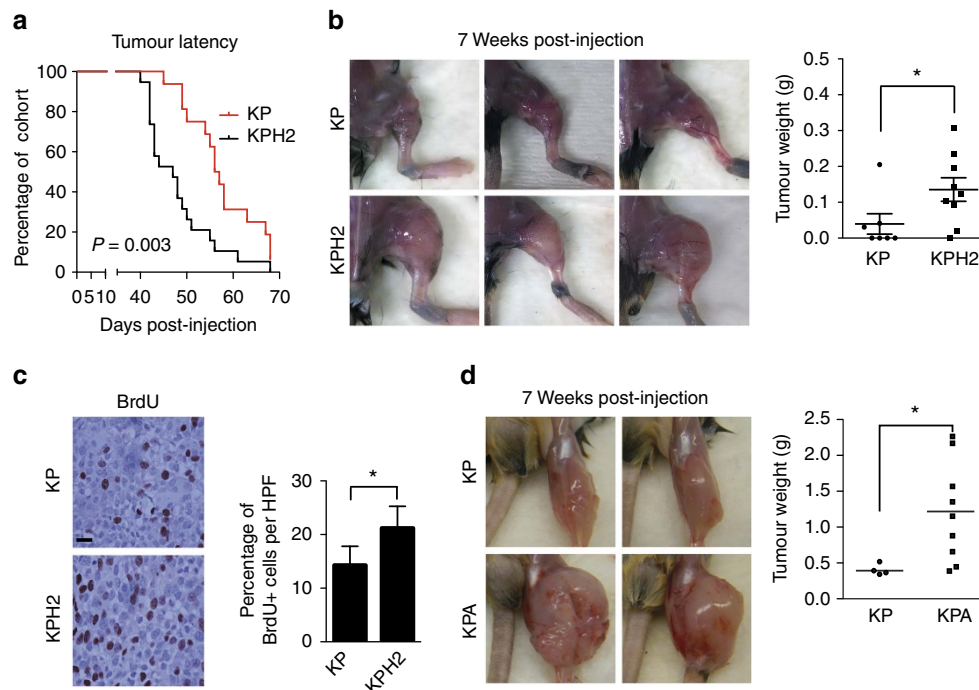 a
Tumour latency
Percentage of cohort
100
80
60
40
20
0
KP
KPH2
P = 0.003
0 5 10 40 50 60 70
Days post-injection
b
7 Weeks post-injection
KP
KPH2
Tumour weight (g)
0.5
0.4
0.3
0.2
0.1
0.0
*
KP KPH2
c
BrdU
KP
KPH2
Percentage of
BrdU+ cells per HPF
30
20
10
0
*
KP KPH2
d
7 Weeks post-injection
KP
KPA
Tumour weight (g)
2.5
2.0
1.5
1.0
0.5
0.0
*
KP KPA